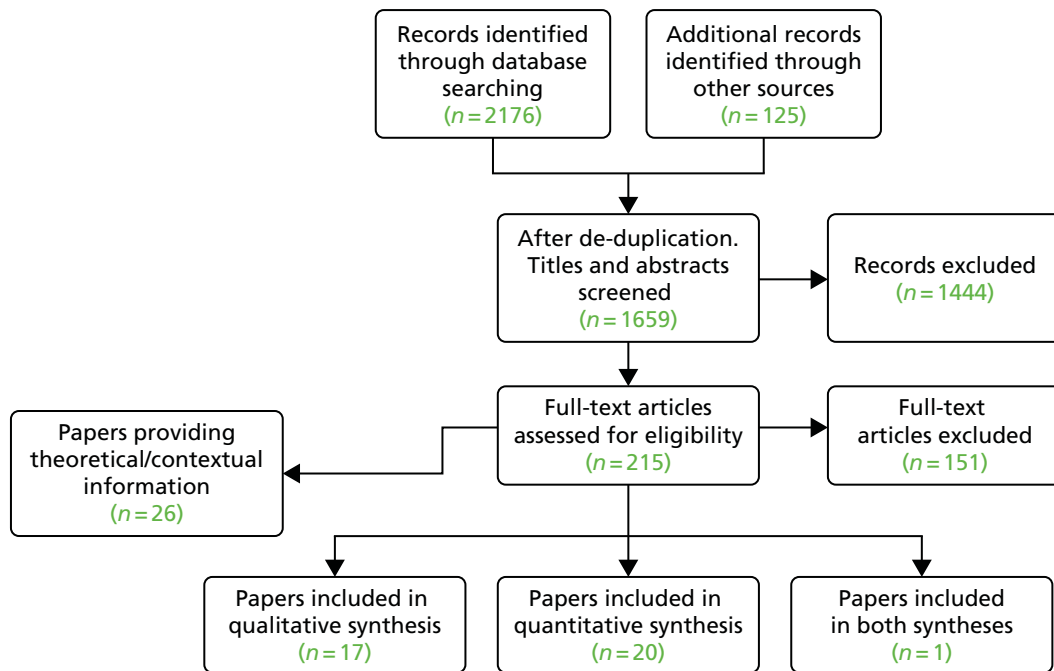 Records identified
through database
searching
(n = 2176)
Additional records
identified through
other sources
(n = 125)
After de-duplication.
Titles and abstracts
screened
(n = 1659)
Records excluded
(n = 1444)
Full-text articles
assessed for eligibility
(n = 215)
Full-text
articles excluded
(n = 151)
Papers providing
theoretical/contextual
information
(n = 26)
Papers included in
qualitative synthesis
(n = 17)
Papers included in
quantitative synthesis
(n = 20)
Papers included
in both syntheses
(n = 1)